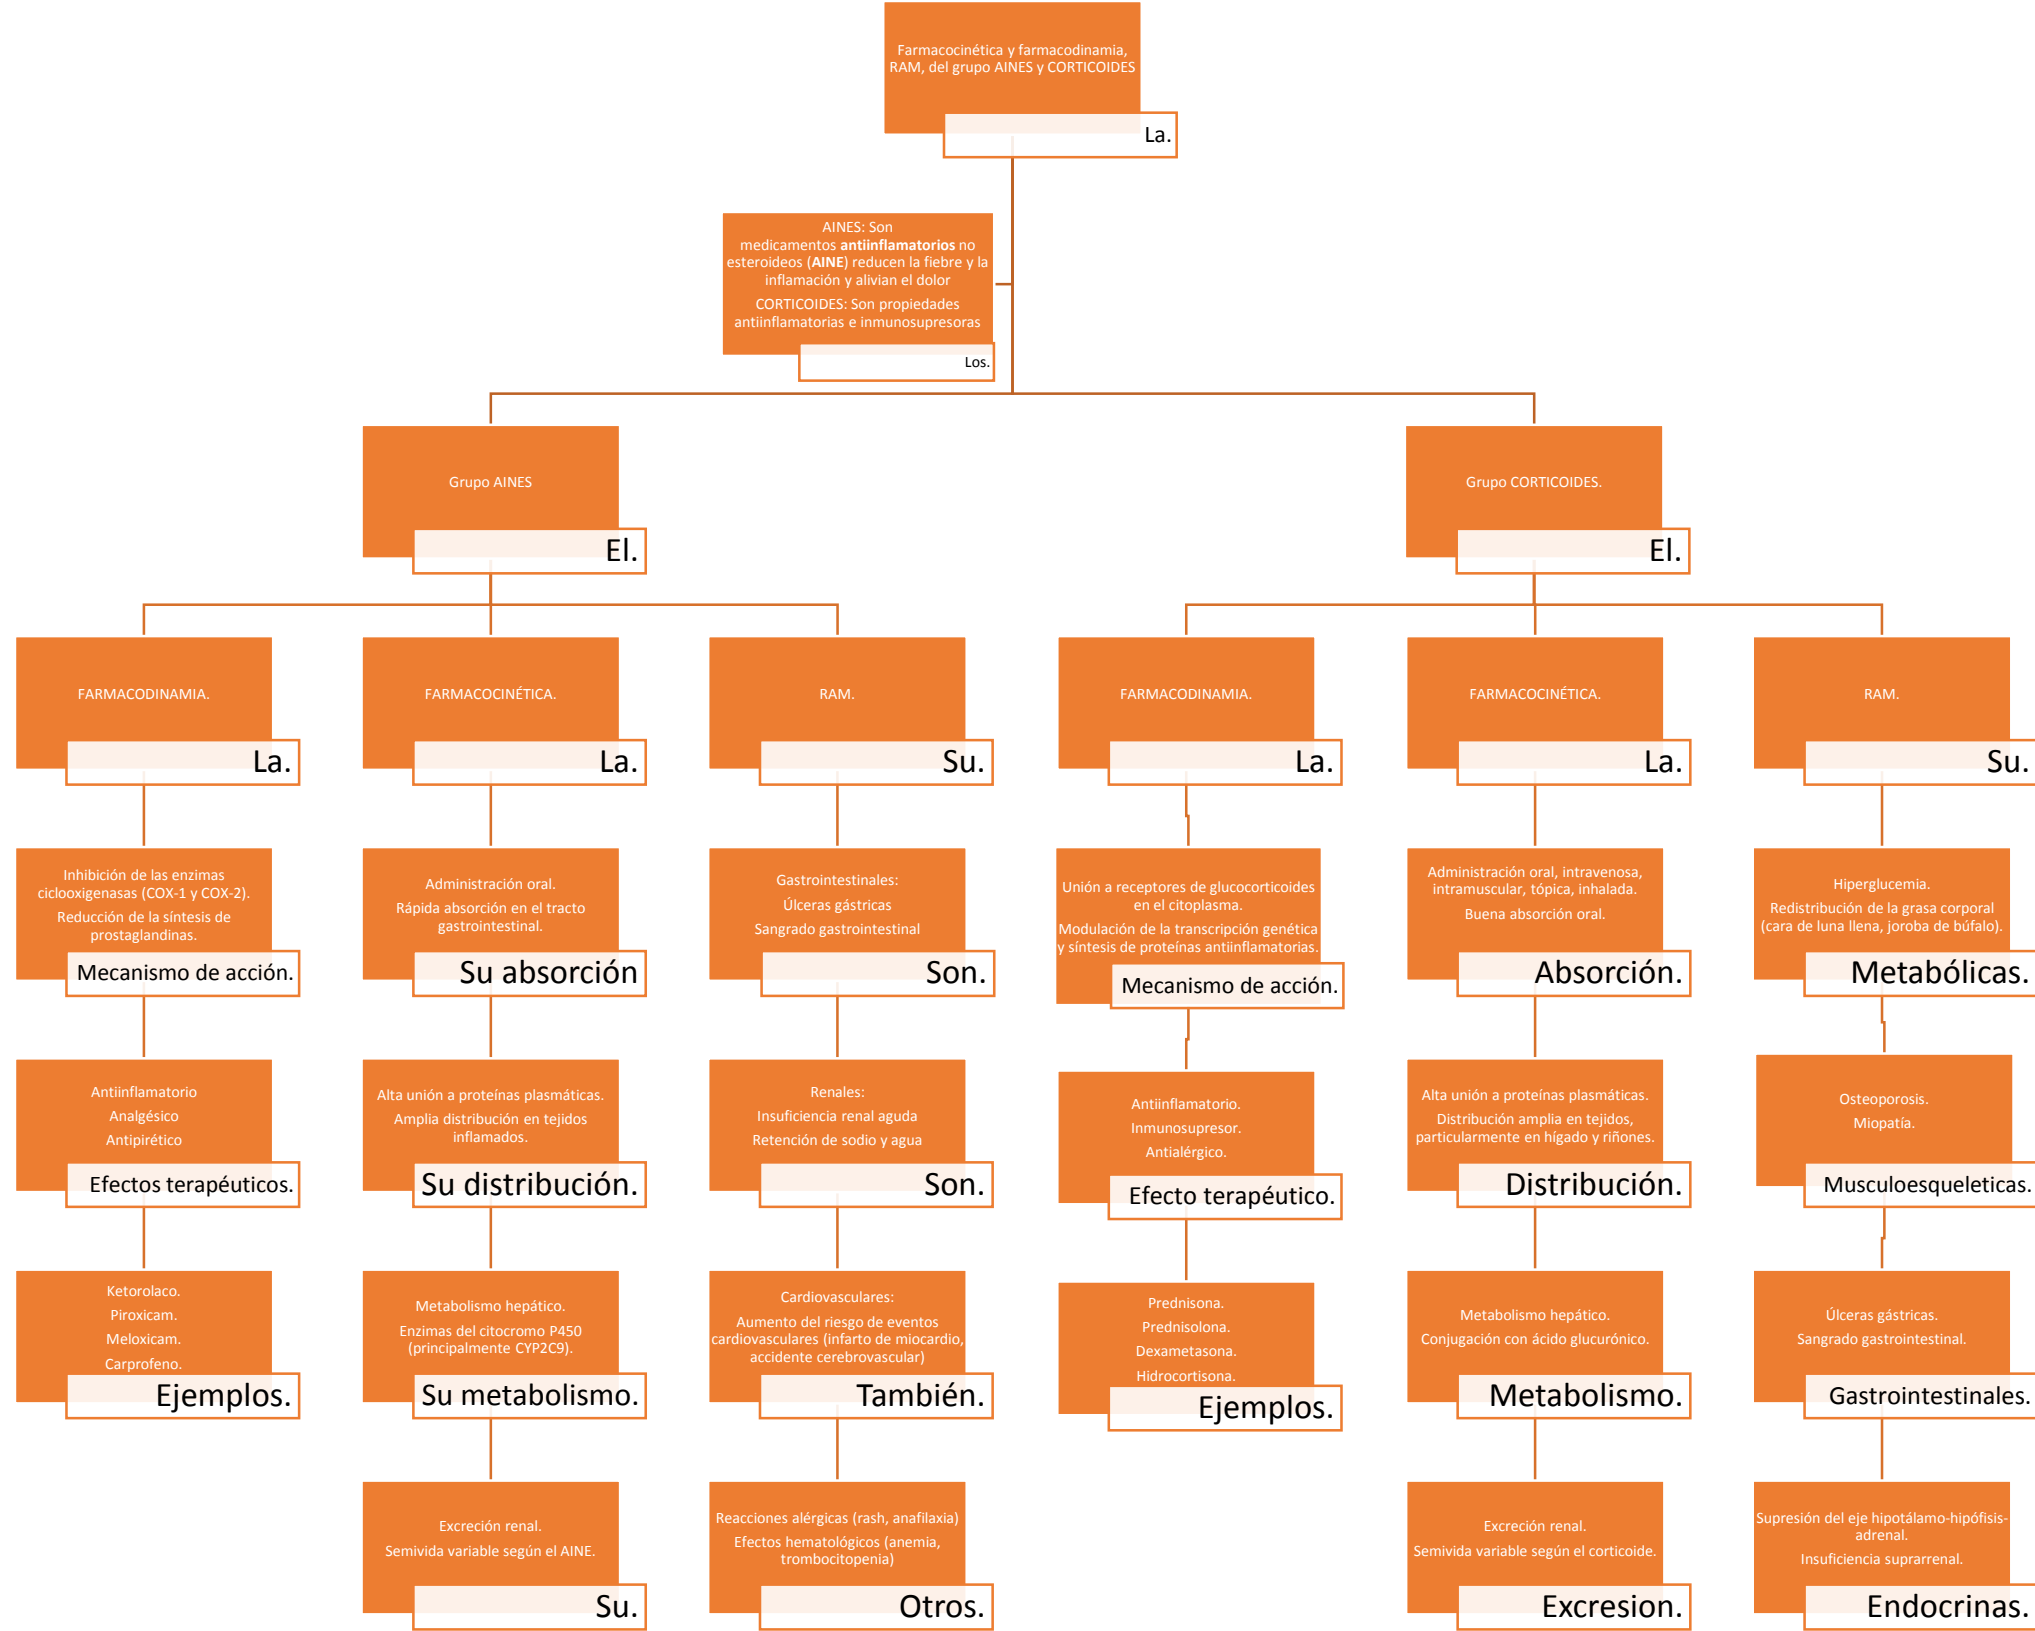 Farmacocinética y farmacodinamia,
RAM, del grupo AINES y CORTICOIDES
La.
AINES: Son
medicamentos antiinflamatorios no
esteroideos (AINE) reducen la fiebre y la
inflamación y alivian el dolor
CORTICOIDES: Son propiedades
antiinflamatorias e inmunosupresoras
Los.
Grupo AINES
El.
Grupo CORTICOIDES.
El.
FARMACODINAMIA.
La.
FARMACOCINÉTICA.
La.
RAM.
Su.
FARMACODINAMIA.
La.
FARMACOCINÉTICA.
La.
RAM.
Su.
Inhibición de las enzimas
ciclooxigenasas (COX-1 y COX-2).
Reducción de la síntesis de
prostaglandinas.
Mecanismo de acción.
Administración oral.
Rápida absorción en el tracto
gastrointestinal.
Su absorción
Gastrointestinales:
Úlceras gástricas
Sangrado gastrointestinal
Son.
Unión a receptores de glucocorticoides
en el citoplasma.
Modulación de la transcripción genética
y síntesis de proteínas antiinflamatorias.
Mecanismo de acción.
Administración oral, intravenosa,
intramuscular, tópica, inhalada.
Buena absorción oral.
Absorción.
Hiperglucemia.
Redistribución de la grasa corporal
(cara de luna llena, joroba de búfalo).
Metabólicas.
Antiinflamatorio
Analgésico
Antipirético
Efectos terapéuticos.
Alta unión a proteínas plasmáticas.
Amplia distribución en tejidos
inflamados.
Su distribución.
Renales:
Insuficiencia renal aguda
Retención de sodio y agua
Son.
Antiinflamatorio.
Inmunosupresor.
Antialérgico.
Efecto terapéutico.
Alta unión a proteínas plasmáticas.
Distribución amplia en tejidos,
particularmente en hígado y riñones.
Distribución.
Osteoporosis.
Miopatía.
Musculoesqueleticas.
Ketorolaco.
Piroxicam.
Meloxicam.
Carprofeno.
Ejemplos.
Metabolismo hepático.
Enzimas del citocromo P450
(principalmente CYP2C9).
Su metabolismo.
Cardiovasculares:
Aumento del riesgo de eventos
cardiovasculares (infarto de miocardio,
accidente cerebrovascular)
También.
Prednisona.
Prednisolona.
Dexametasona.
Hidrocortisona.
Ejemplos.
Metabolismo hepático.
Conjugación con ácido glucurónico.
Metabolismo.
Úlceras gástricas.
Sangrado gastrointestinal.
Gastrointestinales.
Excreción renal.
Semivida variable según el AINE.
Su.
Reacciones alérgicas (rash, anafilaxia)
Efectos hematológicos (anemia,
trombocitopenia)
Otros.
Excreción renal.
Semivida variable según el corticoide.
Excresion.
Supresión del eje hipotálamo-hipófisis-
adrenal.
Insuficiencia suprarrenal.
Endocrinas.